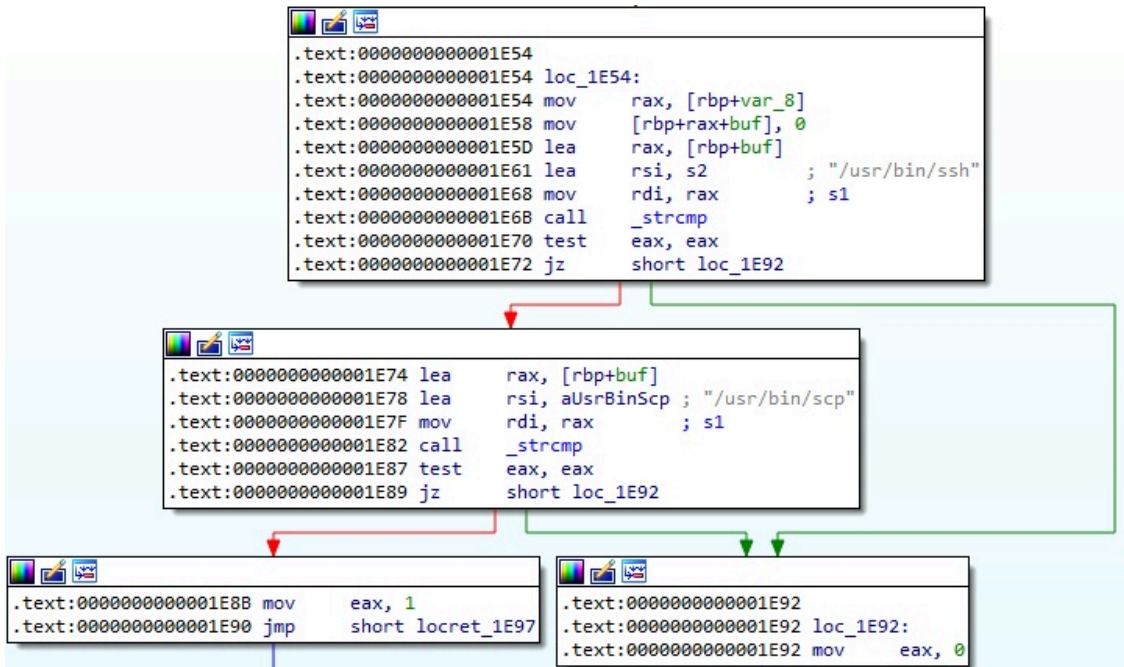 .text:0000000000001E54
.text:0000000000001E54 loc_1E54:
.text:0000000000001E54 mov rax, [rbp+var_8]
.text:0000000000001E58 mov [rbp+rax+buf], 0
.text:0000000000001E5D lea rax, [rbp+buf]
.text:0000000000001E61 lea rsi, s2 ; "/usr/bin/ssh"
.text:0000000000001E68 mov rdi, rax ; s1
.text:0000000000001E6B call _strcmp
.text:0000000000001E70 test eax, eax
.text:0000000000001E72 jz short loc_1E92
.text:0000000000001E74 lea rax, [rbp+buf]
.text:0000000000001E78 lea rsi, aUsrBinScp ; "/usr/bin/scp"
.text:0000000000001E7F mov rdi, rax ; s1
.text:0000000000001E82 call _strcmp
.text:0000000000001E87 test eax, eax
.text:0000000000001E89 jz short loc_1E92
.text:0000000000001E8B mov eax, 1
.text:0000000000001E90 jmp short locret_1E97
.text:0000000000001E92
.text:0000000000001E92 loc_1E92:
.text:0000000000001E92 mov eax, 0